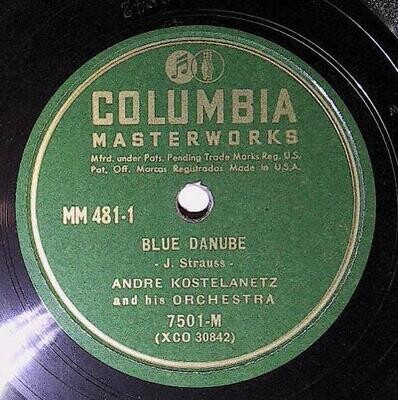 COLUMBIA
MASTERWORKS
Mfrd. under Pats. Pending Trade Marks Reg. U.S.
Pat. Off. Marcas Registradas Made in U.S.A.
MM 481-1
BLUE DANUBE
- J. Strauss -
ANDRE KOSTELANETZ
and his ORCHESTRA
7501-M
(XCO 30842)